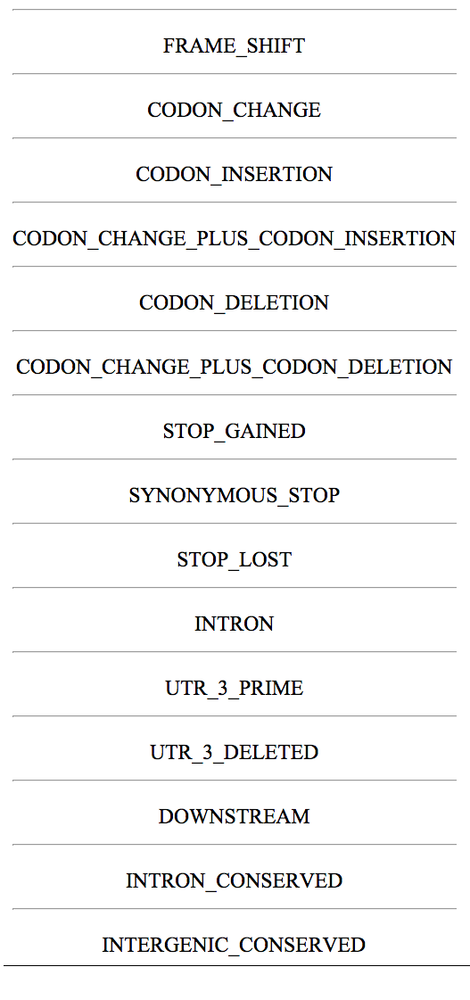 FRAME_SHIFT
CODON_CHANGE
CODON_INSERTION
CODON_CHANGE_PLUS_CODON_INSERTION
CODON_DELETION
CODON_CHANGE_PLUS_CODON_DELETION
STOP_GAINED
SYNONYMOUS_STOP
STOP_LOST
INTRON
UTR_3_PRIME
UTR_3_DELETED
DOWNSTREAM
INTRON_CONSERVED
INTERGENIC_CONSERVED